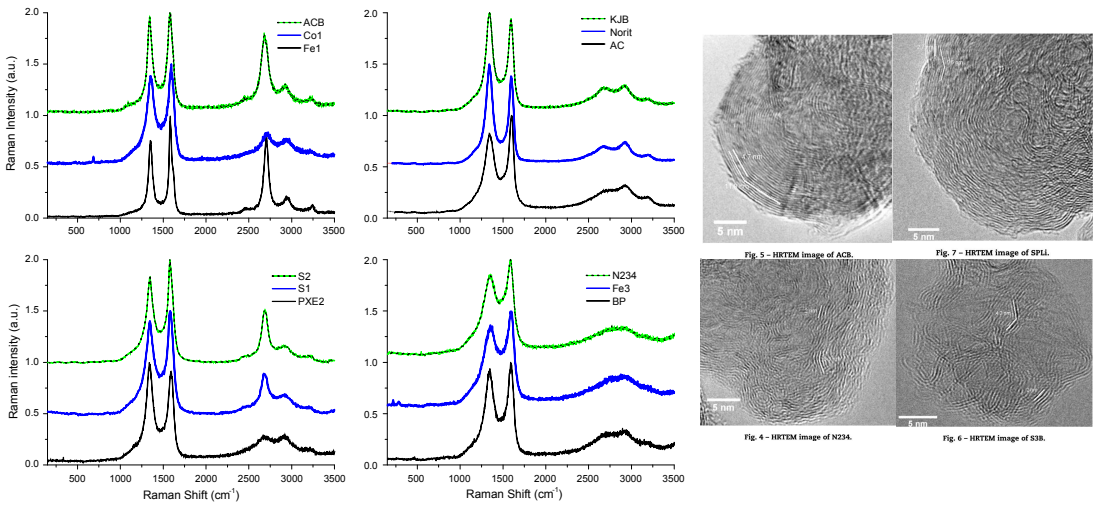 Raman Intensity (a.u.)
2.0
1.5
1.0
0.5
0.0
ACB
Co1
Fe1
500 1000 1500 2000 2500 3000 3500
2.0
1.5
1.0
0.5
0.0
KJB
Norit
AC
500 1000 1500 2000 2500 3000 3500
5 nm
Fig. 5 – HRTEM image of ACB.
5 nm
Fig. 7 – HRTEM image of SPLi.
Raman intensity (a.u.)
2.0
1.5
1.0
0.5
0.0
S2
S1
PXE2
500 1000 1500 2000 2500 3000 3500
Raman Shift (cm-1)
2.0
1.5
1.0
0.5
0.0
N234
Fe3
BP
500 1000 1500 2000 2500 3000 3500
Raman Shift (cm-1)
5 nm
Fig. 4 – HRTEM image of N234.
5 nm
Fig. 6 – HRTEM image of S3B.